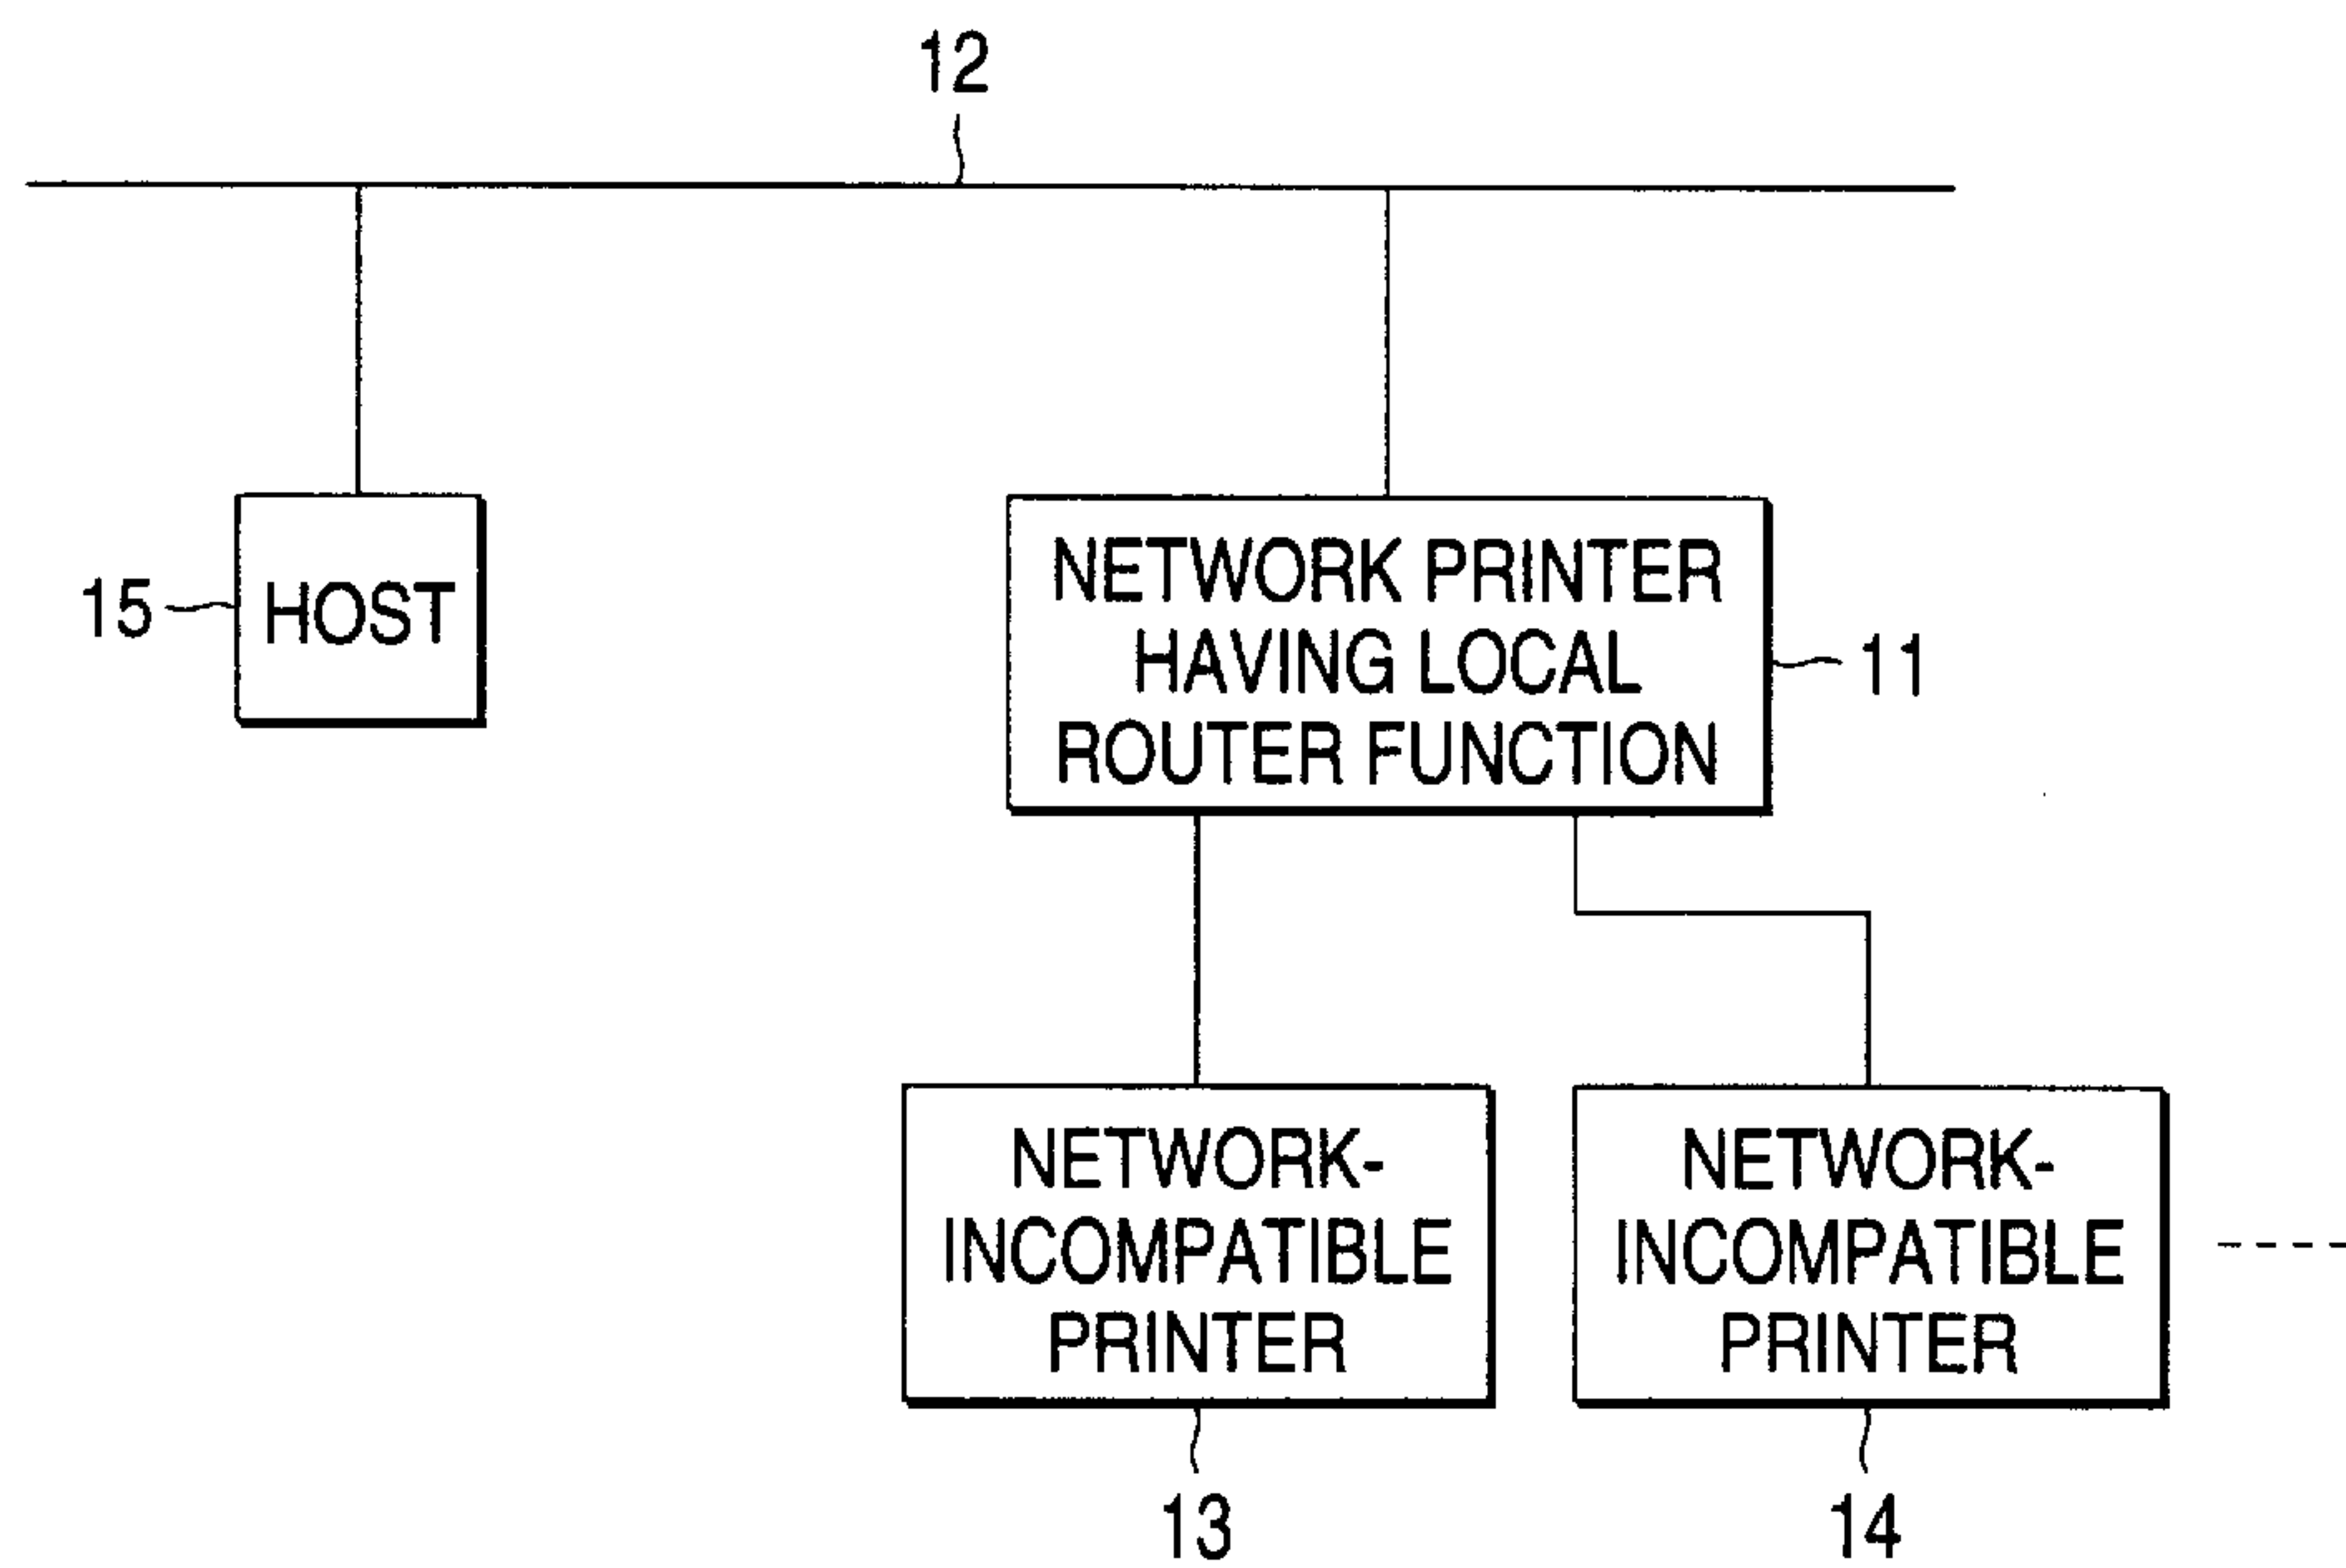 12
15
HOST
NETWORK PRINTER
HAVING LOCAL
ROUTER FUNCTION
11
NETWORK-
INCOMPATIBLE
PRINTER
NETWORK-
INCOMPATIBLE
PRINTER
13
14